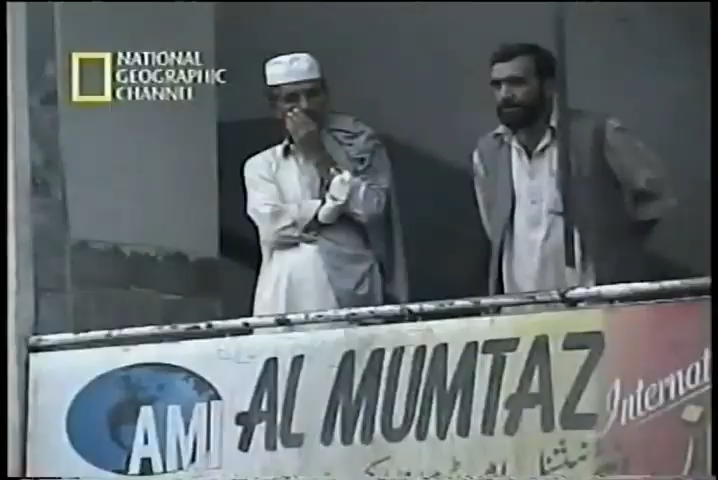 NATIONAL
GEOGRAPHIC
CHANNEL
AMI AL MUMTAZ
Internat